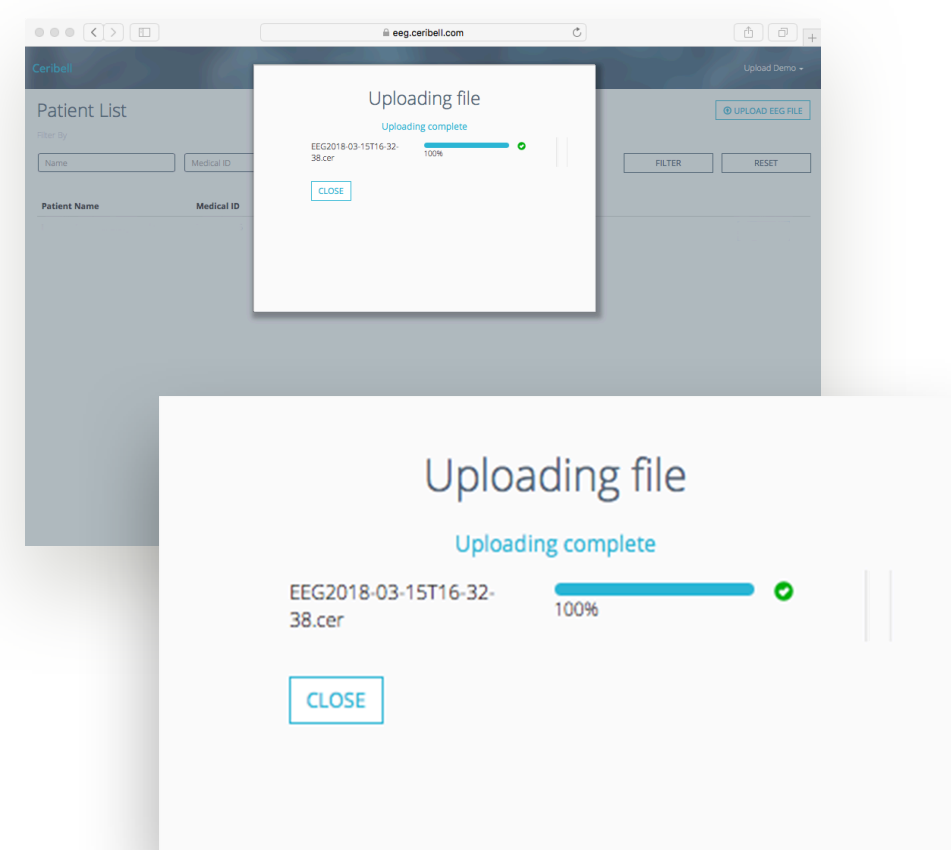 eeg.ceribell.com
Ceribell
Upload Demo
Patient List
UPLOAD EEG FILE
Filter By
Name
Medical ID
FILTER
RESET
Patient Name
Medical ID
Uploading file
Uploading complete
EEG2018-03-15T16-32-
38.cer
100%
CLOSE
Uploading file
Uploading complete
EEG2018-03-15T16-32-
38.cer
100%
CLOSE